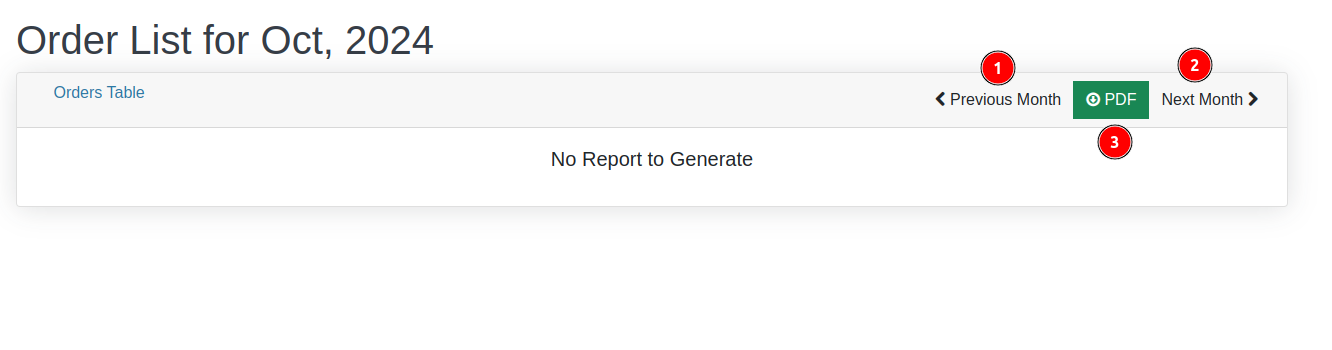 Order List for Oct, 2024
1
2
Orders Table
Previous Month
PDF
Next Month
3
No Report to Generate